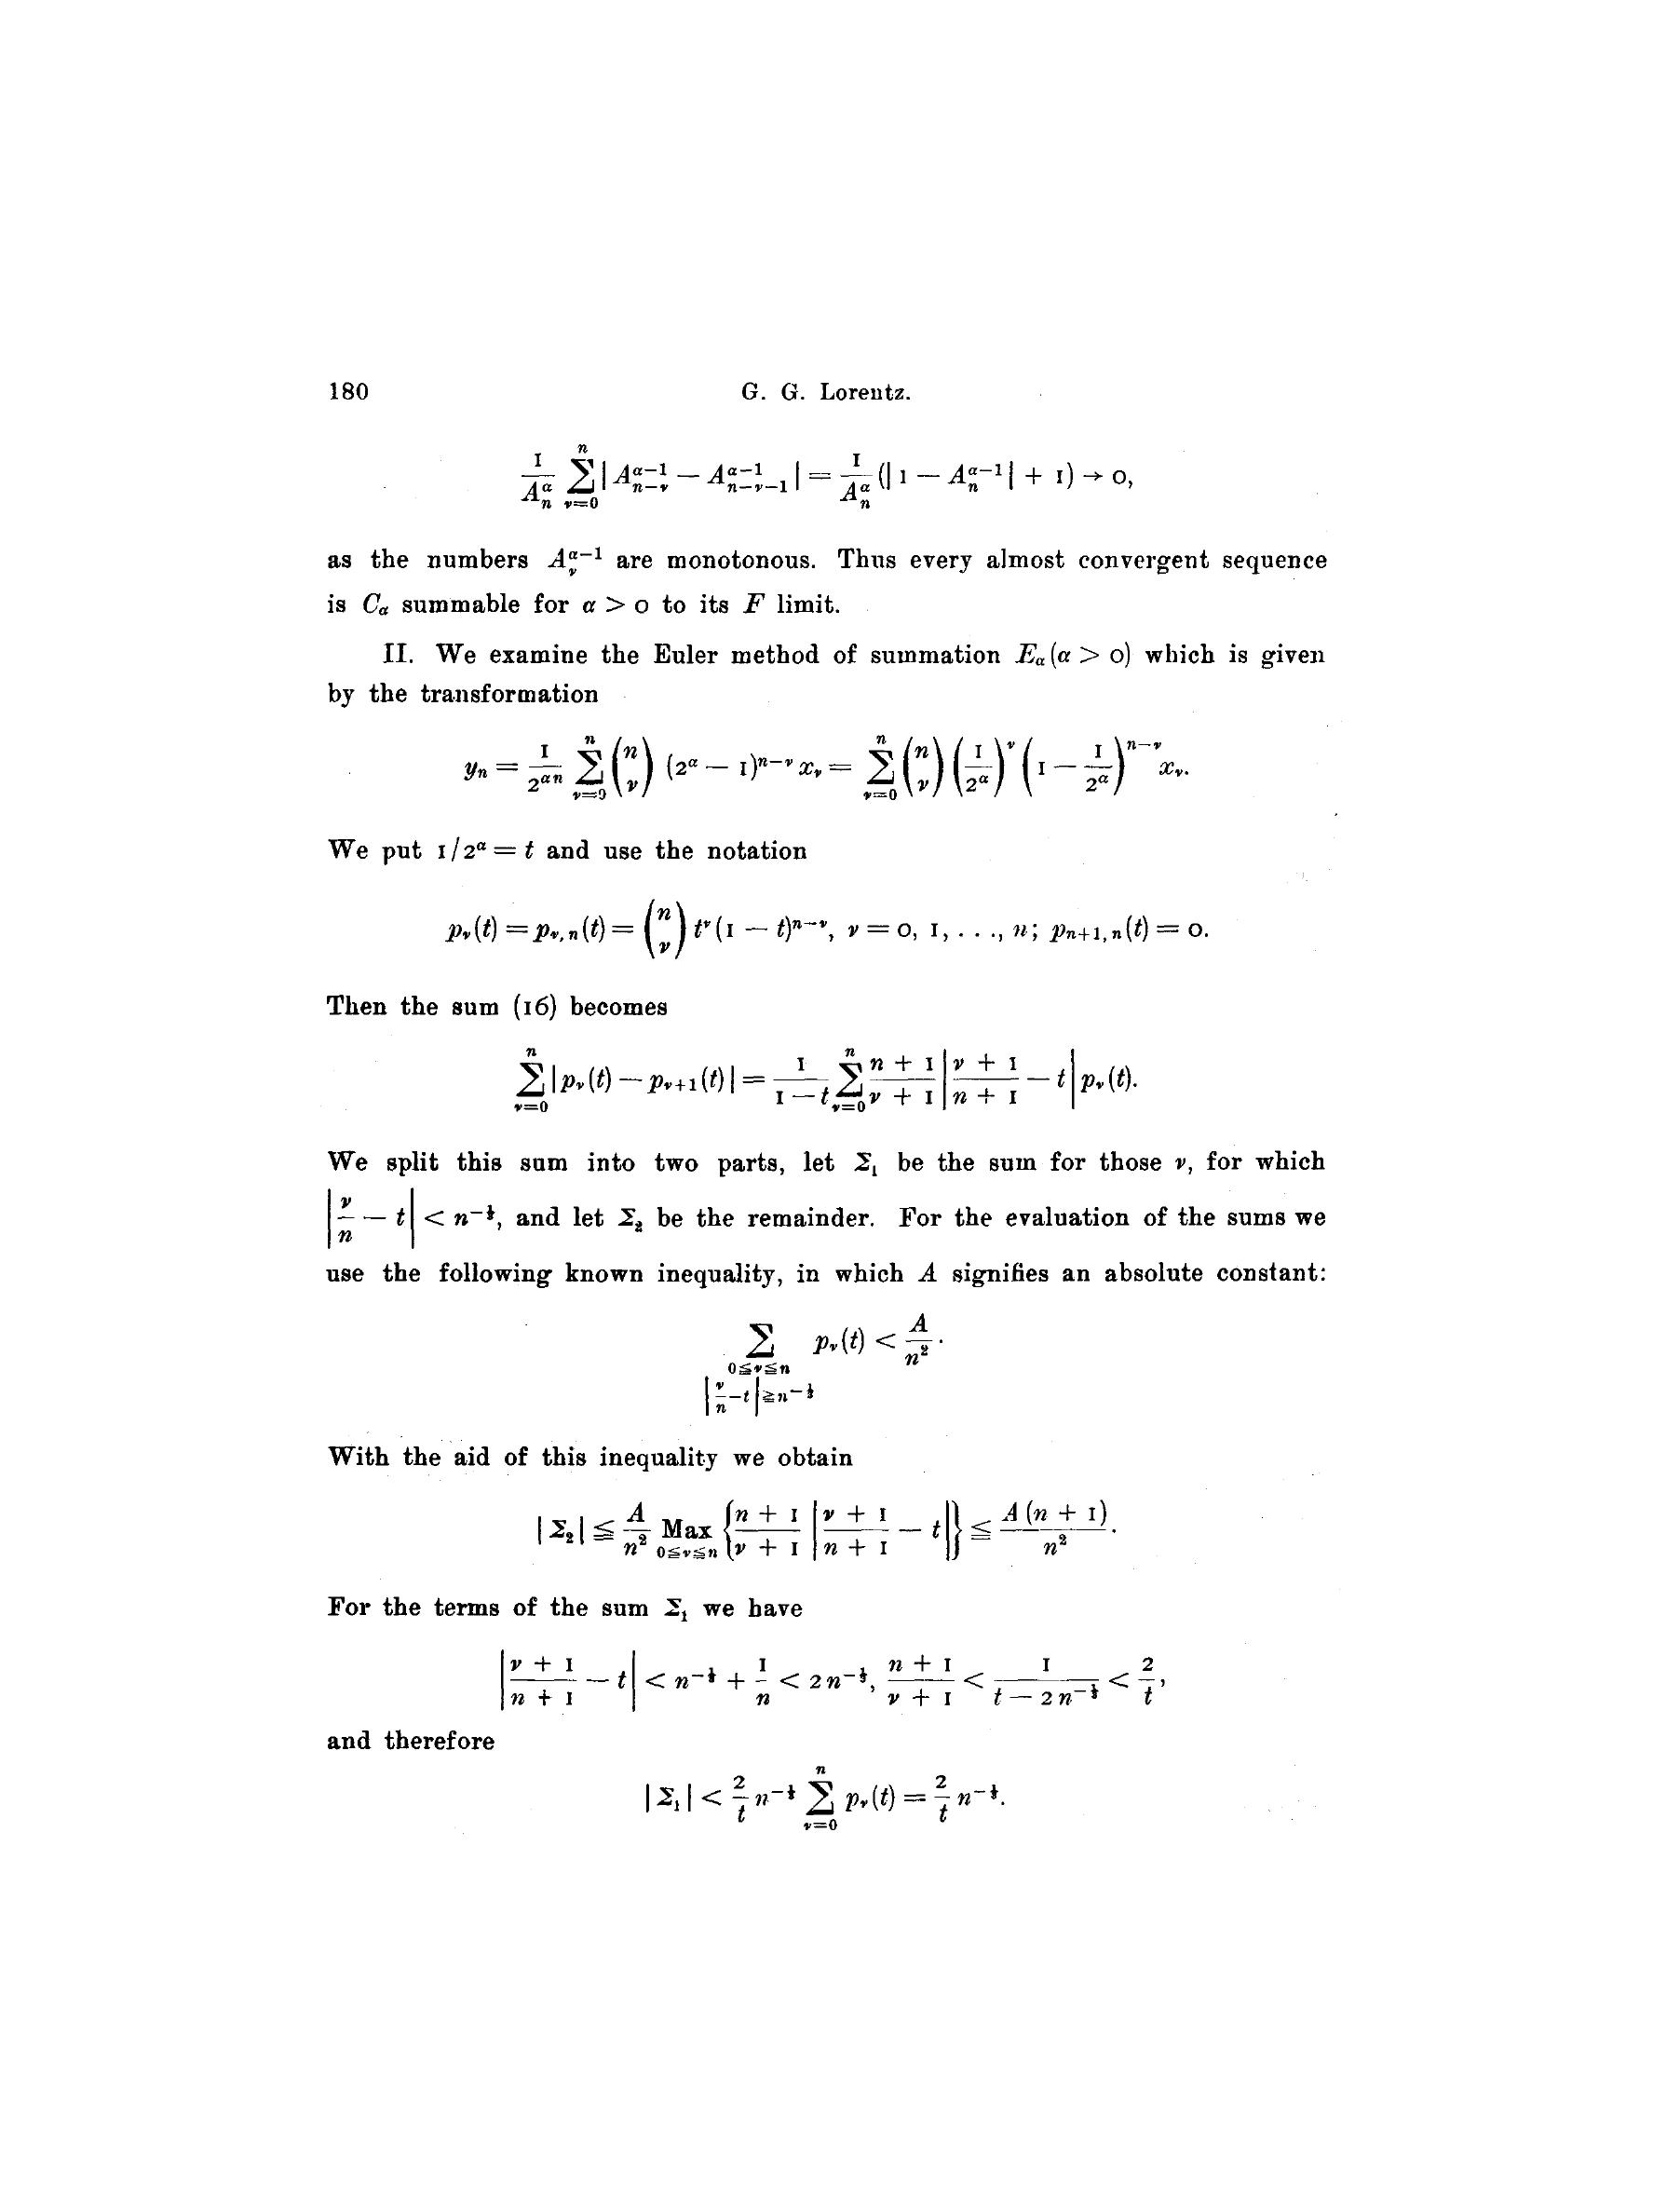 180 G. G. Lorentz.
$$\frac{1}{A_n^{\alpha}} \sum_{\nu=0}^{n} | A_{n-\nu}^{\alpha-1} - A_{n-\nu-1}^{\alpha-1} | = \frac{1}{A_n^{\alpha}} (| 1 - A_n^{\alpha-1} | + 1) \to 0,$$
as the numbers $A_{\nu}^{\alpha-1}$ are monotonous. Thus every almost convergent sequence
is $C_{\alpha}$ summable for $\alpha > 0$ to its $F$ limit.
II. We examine the Euler method of summation $E_{\alpha} (\alpha > 0)$ which is given
by the transformation
$$y_n = \frac{1}{2^{\alpha n}} \sum_{\nu=0}^{n} \binom{n}{\nu} (2^{\alpha} - 1)^{n-\nu} x_{\nu} = \sum_{\nu=0}^{n} \binom{n}{\nu} \left(\frac{1}{2^{\alpha}}\right)^{\nu} \left(1 - \frac{1}{2^{\alpha}}\right)^{n-\nu} x_{\nu}.$$
We put $1/2^{\alpha} = t$ and use the notation
$$p_{\nu}(t) = p_{\nu, n}(t) = \binom{n}{\nu} t^{\nu} (1 - t)^{n-\nu}, \ \nu = 0, 1, . . ., n; \ p_{n+1, n}(t) = 0.$$
Then the sum (16) becomes
$$\sum_{\nu=0}^{n} | p_{\nu}(t) - p_{\nu+1}(t) | = \frac{1}{1 - t} \sum_{\nu=0}^{n} \frac{n + 1}{\nu + 1} \left| \frac{\nu + 1}{n + 1} - t \right| p_{\nu}(t).$$
We split this sum into two parts, let $\Sigma_1$ be the sum for those $\nu$, for which
$\left| \frac{\nu}{n} - t \right| < n^{-\frac{1}{3}}$, and let $\Sigma_2$ be the remainder. For the evaluation of the sums we
use the following known inequality, in which $A$ signifies an absolute constant:
$$\sum_{\substack{0 \leqq \nu \leqq n \\ \left| \frac{\nu}{n} - t \right| \geqq n^{-\frac{1}{3}}}} p_{\nu}(t) < \frac{A}{n^2}.$$
With the aid of this inequality we obtain
$$| \Sigma_2 | \leqq \frac{A}{n^2} \operatorname*{Max}_{0 \leqq \nu \leqq n} \left\{ \frac{n + 1}{\nu + 1} \left| \frac{\nu + 1}{n + 1} - t \right| \right\} \leqq \frac{A (n + 1)}{n^2}.$$
For the terms of the sum $\Sigma_1$ we have
$$\left| \frac{\nu + 1}{n + 1} - t \right| < n^{-\frac{1}{3}} + \frac{1}{n} < 2 n^{-\frac{1}{3}}, \ \frac{n + 1}{\nu + 1} < \frac{1}{t - 2 n^{-\frac{1}{3}}} < \frac{2}{t},$$
and therefore
$$| \Sigma_1 | < \frac{2}{t} n^{-\frac{1}{3}} \sum_{\nu=0}^{n} p_{\nu}(t) = \frac{2}{t} n^{-\frac{1}{3}}.$$